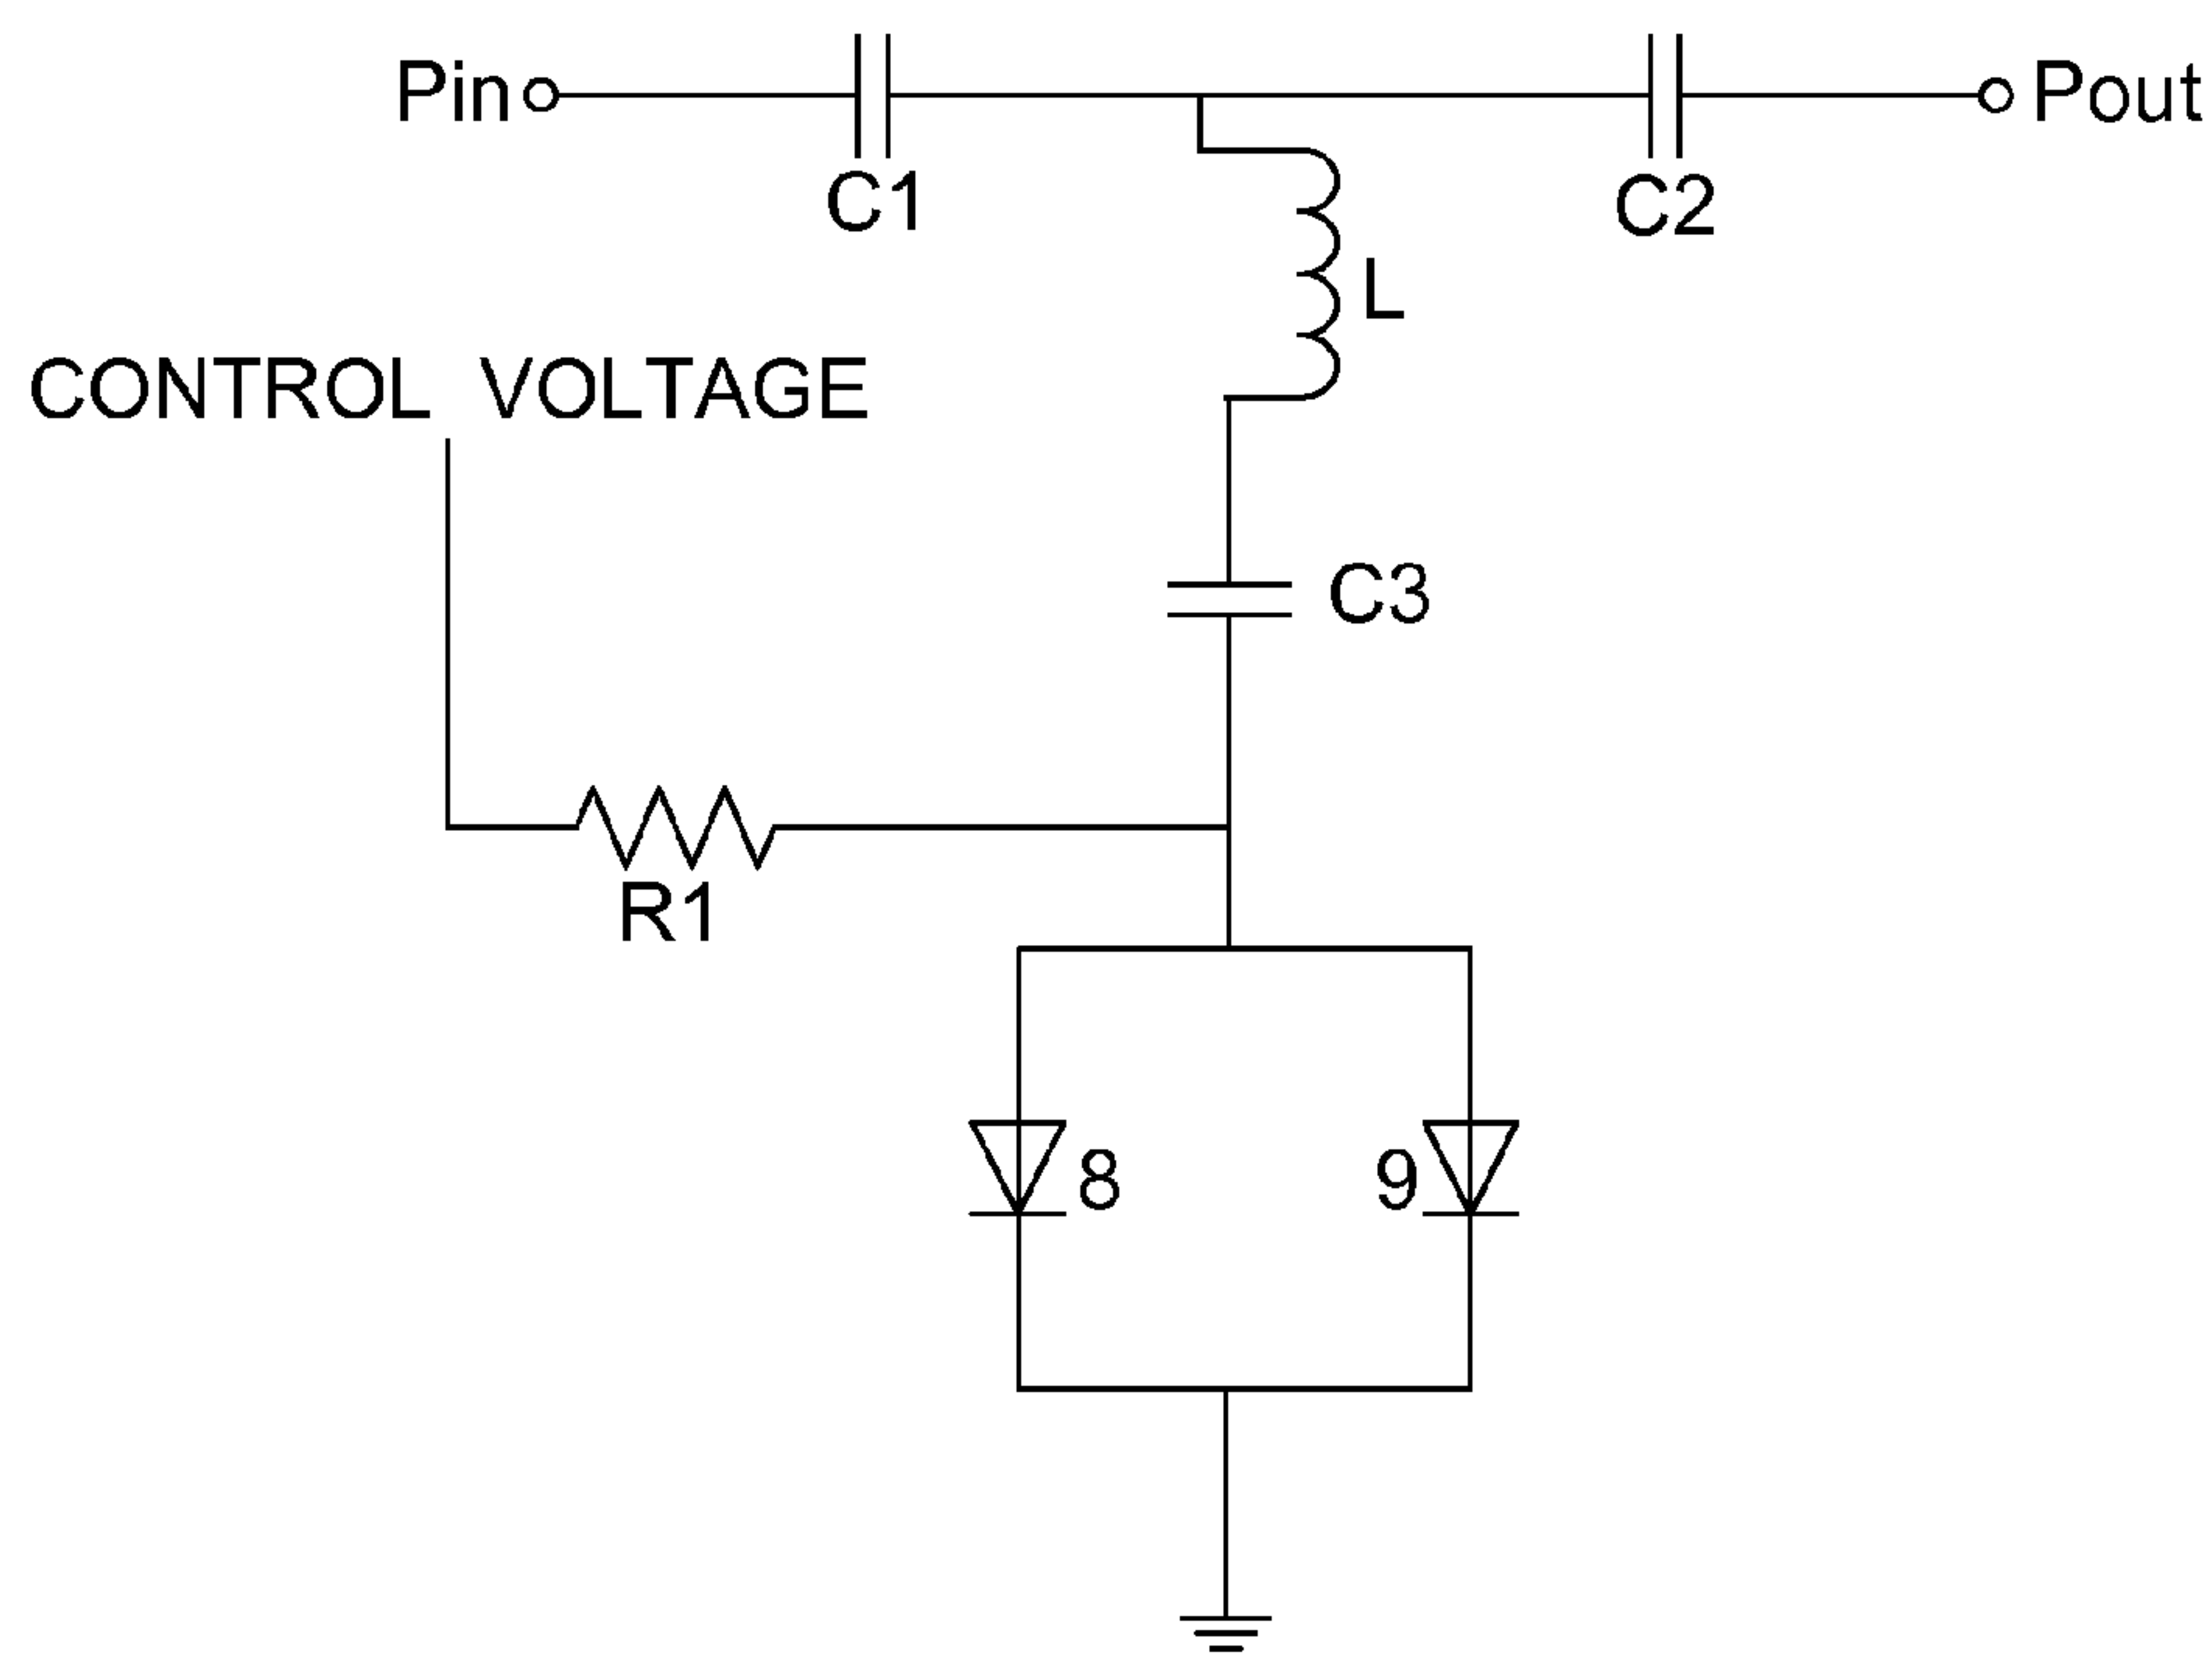 Pin
Pout
C1
C2
L
CONTROL VOLTAGE
C3
R1
8
9